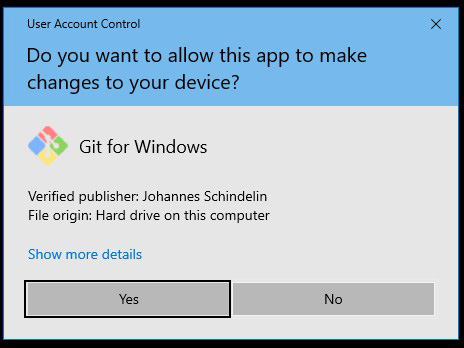 User Account Control
Do you want to allow this app to make
changes to your device?
Git for Windows
Verified publisher: Johannes Schindelin
File origin: Hard drive on this computer
Show more details
Yes
No